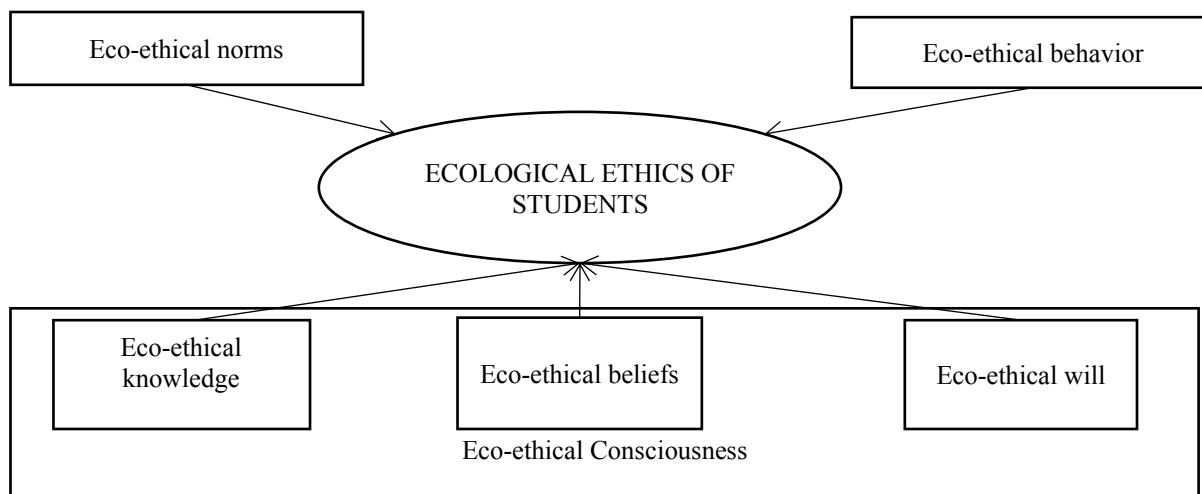 Eco-ethical norms
Eco-ethical behavior
ECOLOGICAL ETHICS OF
STUDENTS
Eco-ethical
knowledge
Eco-ethical beliefs
Eco-ethical will
Eco-ethical Consciousness